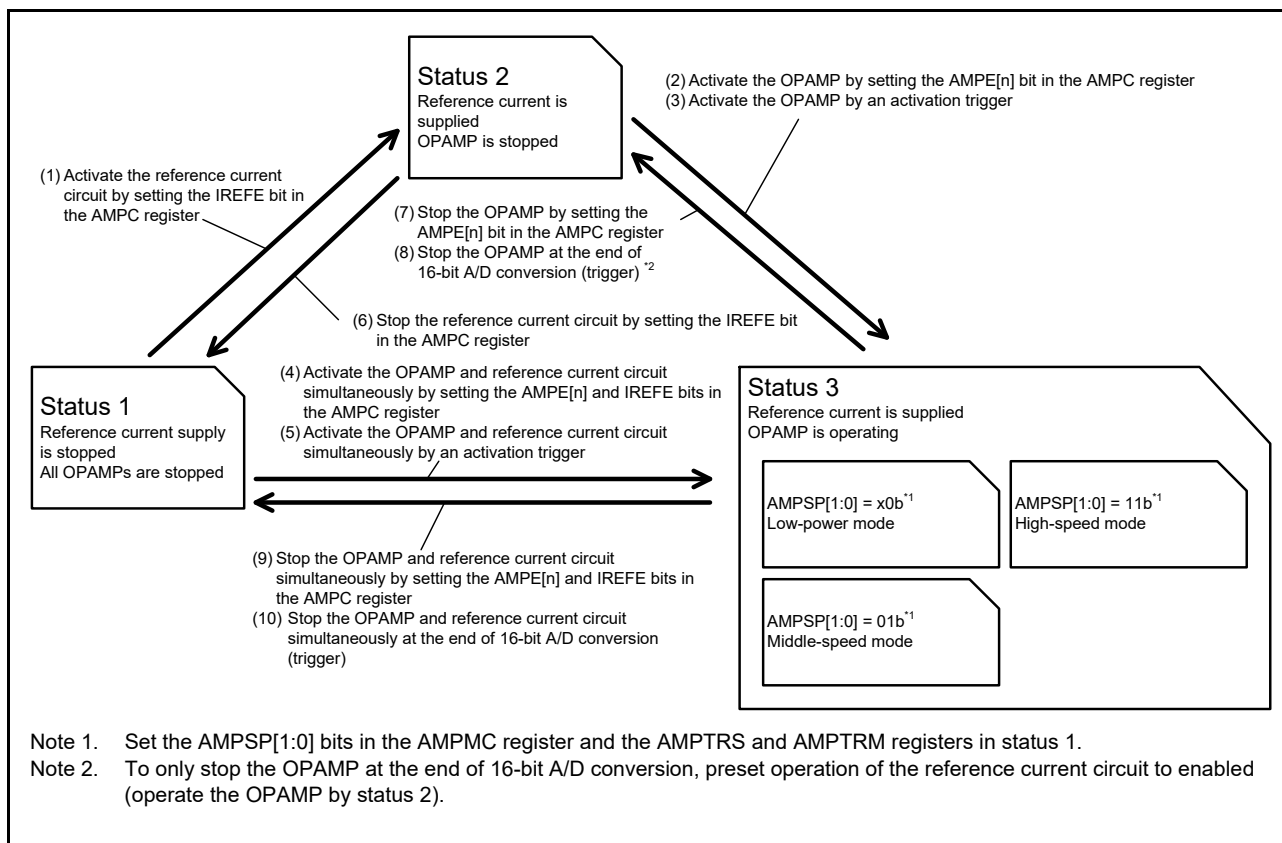 Status 2
Reference current is
supplied
OPAMP is stopped
(2) Activate the OPAMP by setting the AMPE[n] bit in the AMPC register
(3) Activate the OPAMP by an activation trigger
(1) Activate the reference current
circuit by setting the IREFE bit in
the AMPC register
(7) Stop the OPAMP by setting the
AMPE[n] bit in the AMPC register
(8) Stop the OPAMP at the end of
16-bit A/D conversion (trigger) *2
(6) Stop the reference current circuit by setting the IREFE bit
in the AMPC register
Status 1
Reference current supply
is stopped
All OPAMPs are stopped
(4) Activate the OPAMP and reference current circuit
simultaneously by setting the AMPE[n] and IREFE bits in
the AMPC register
(5) Activate the OPAMP and reference current circuit
simultaneously by an activation trigger
Status 3
Reference current is supplied
OPAMP is operating
AMPSP[1:0] = x0b*1
Low-power mode
AMPSP[1:0] = 11b*1
High-speed mode
AMPSP[1:0] = 01b*1
Middle-speed mode
(9) Stop the OPAMP and reference current circuit
simultaneously by setting the AMPE[n] and IREFE bits in
the AMPC register
(10) Stop the OPAMP and reference current circuit
simultaneously at the end of 16-bit A/D conversion
(trigger)
Note 1. Set the AMPSP[1:0] bits in the AMPMC register and the AMPTRS and AMPTRM registers in status 1.
Note 2. To only stop the OPAMP at the end of 16-bit A/D conversion, preset operation of the reference current circuit to enabled
(operate the OPAMP by status 2).